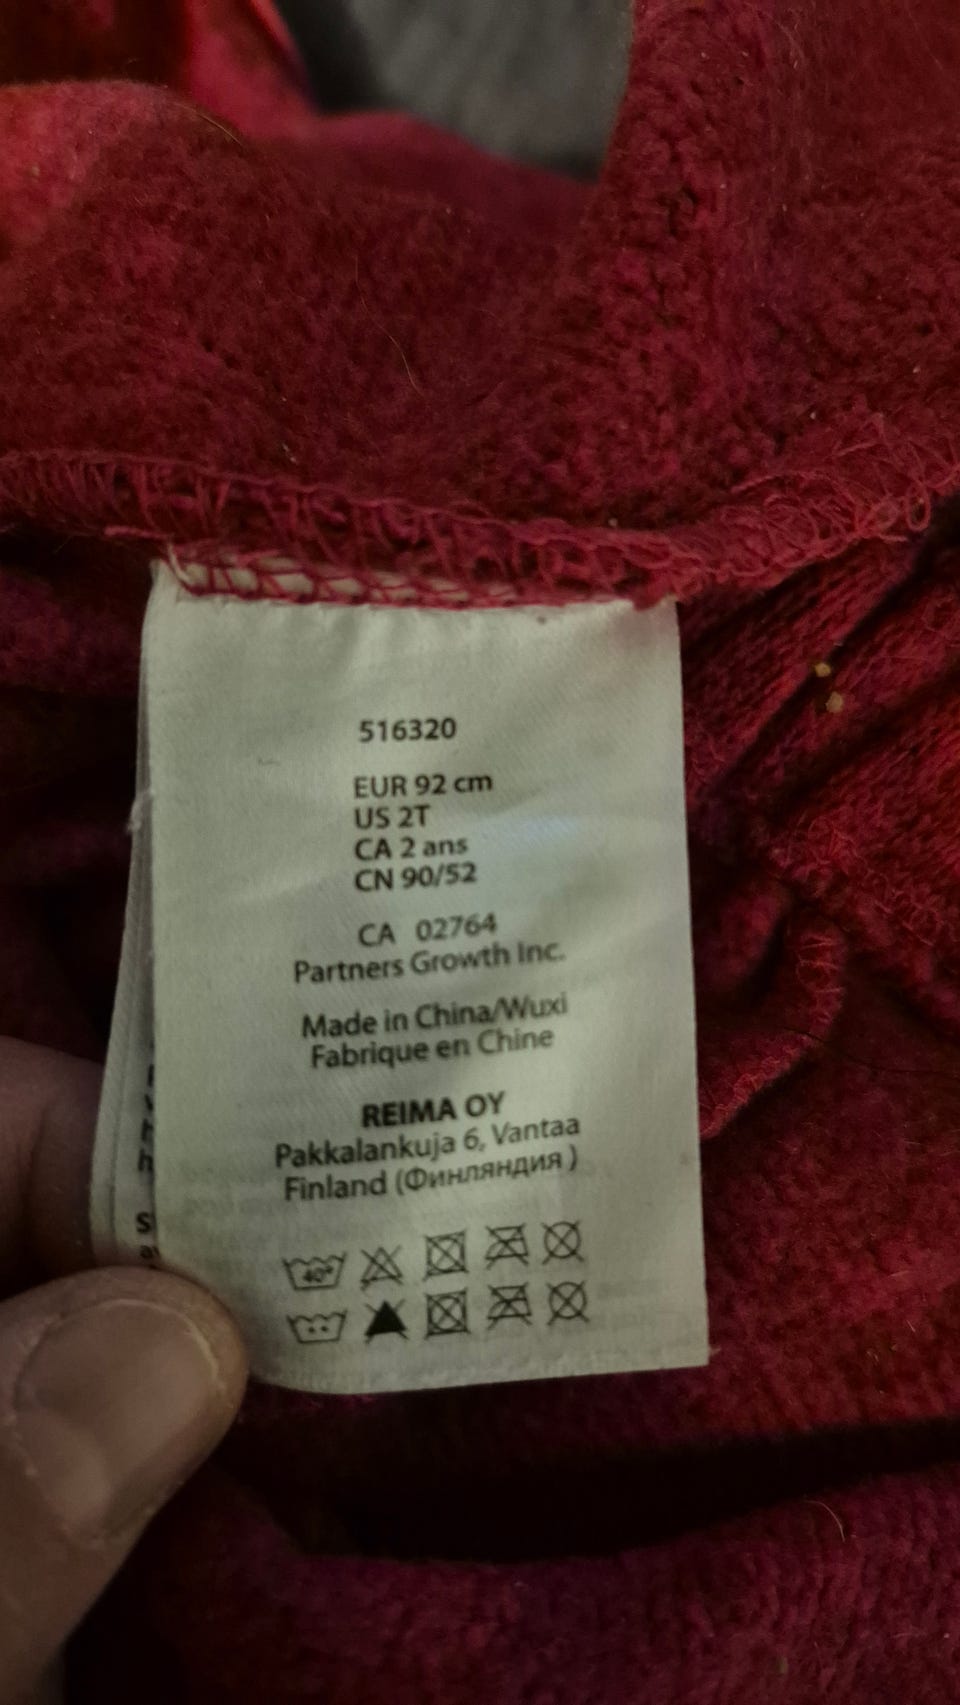 516320
EUR 92 cm
US 2T
CA 2 ans
CN 90/52
CA 02764
Partners Growth Inc.
Made in China/Wuxi
Fabrique en Chine
REIMA OY
Pakkalankuja 6, Vantaa
Finland (Финляндия )
40°